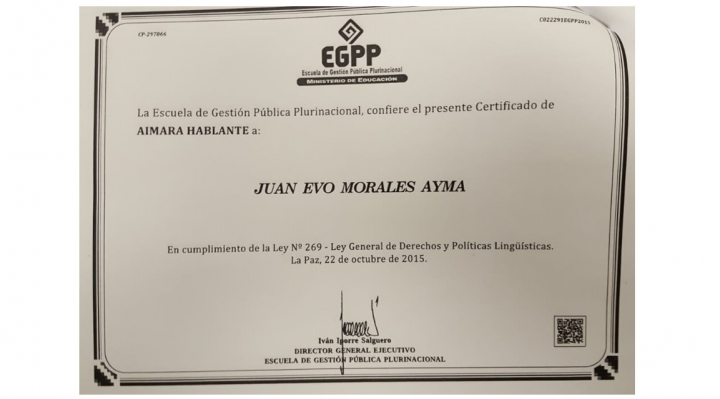 CP-297066
C022291EGPP2015
EGPP
Escuela de Gestión Pública Plurinacional
MINISTERIO DE EDUCACIÓN
La Escuela de Gestión Pública Plurinacional, confiere el presente Certificado de
AIMARA HABLANTE a:
JUAN EVO MORALES AYMA
En cumplimiento de la Ley Nº 269 - Ley General de Derechos y Políticas Lingüísticas.
La Paz, 22 de octubre de 2015.
Iván Iporre Salguero
DIRECTOR GENERAL EJECUTIVO
ESCUELA DE GESTIÓN PÚBLICA PLURINACIONAL